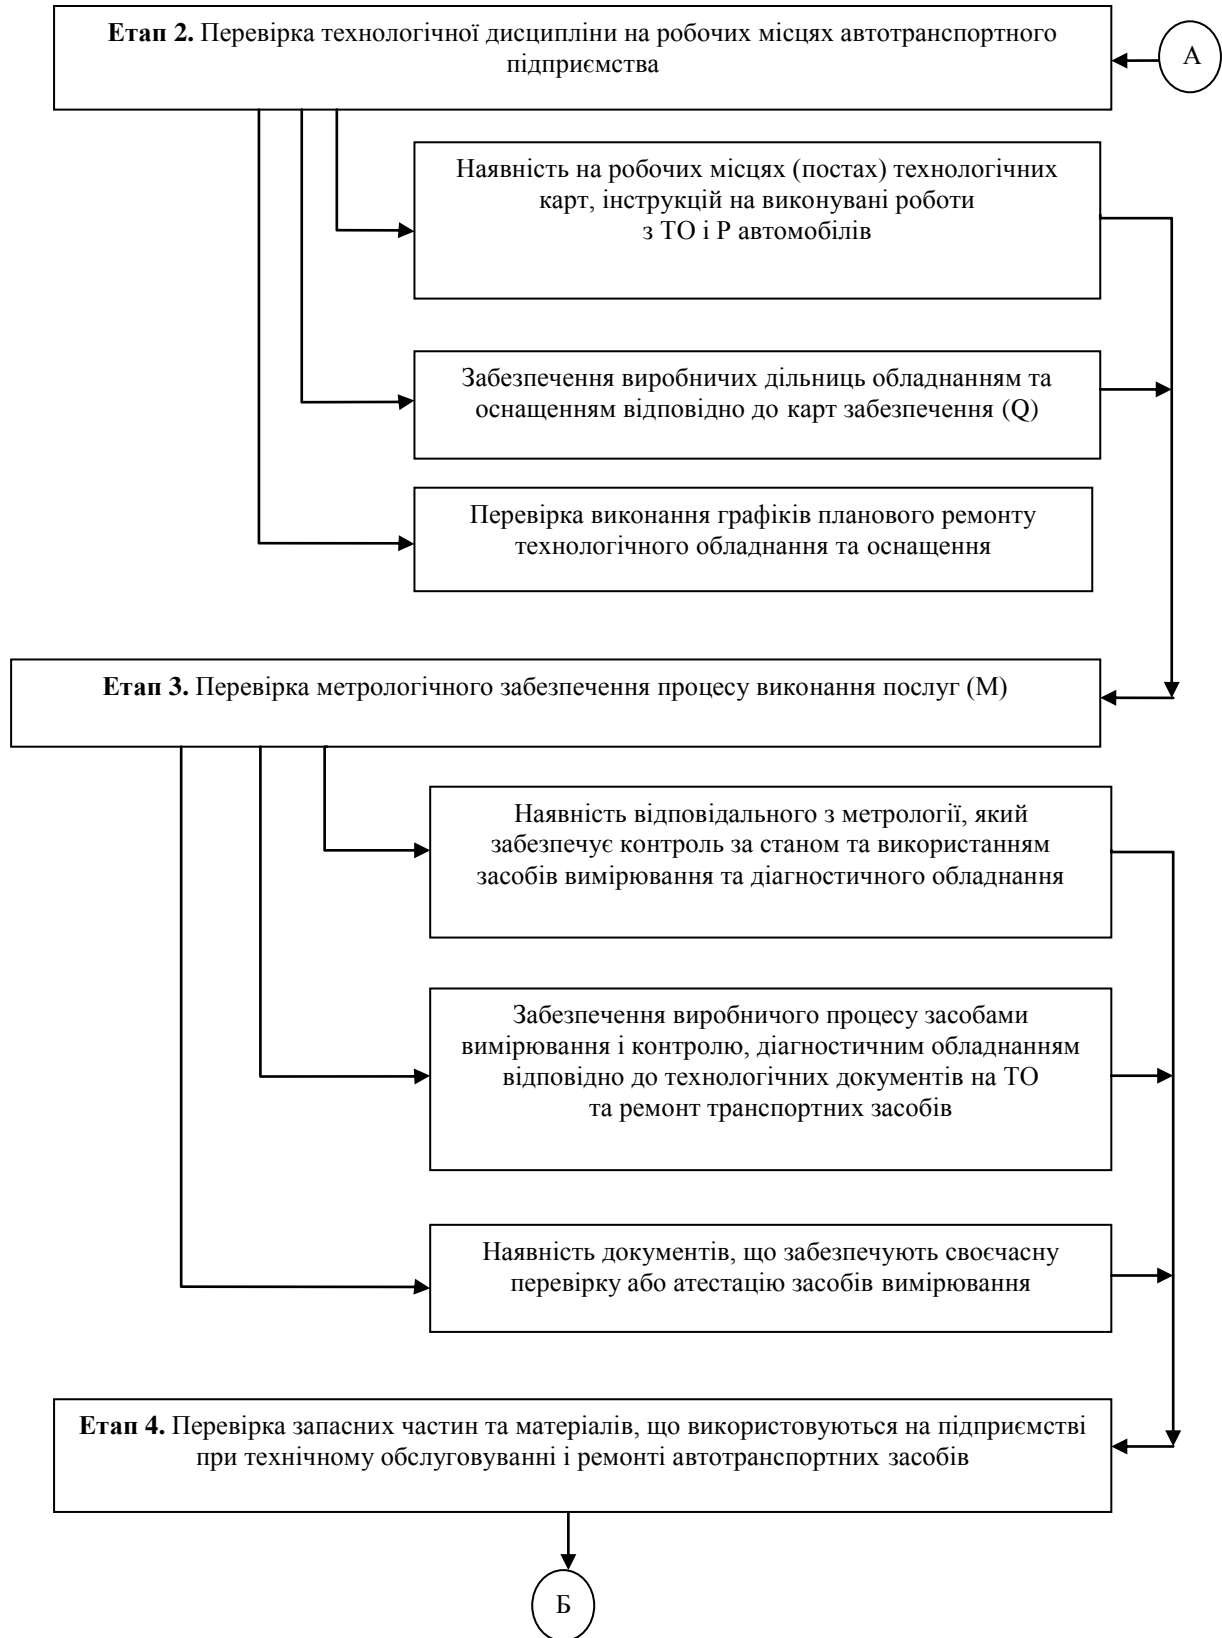 Етап 2. Перевірка технологічної дисципліни на робочих місцях автотранспортного
підприємства
А
Наявність на робочих місцях (постах) технологічних
карт, інструкцій на виконувані роботи
з ТО і Р автомобілів
Забезпечення виробничих дільниць обладнанням та
оснащенням відповідно до карт забезпечення (Q)
Перевірка виконання графіків планового ремонту
технологічного обладнання та оснащення
Етап 3. Перевірка метрологічного забезпечення процесу виконання послуг (М)
Наявність відповідального з метрології, який
забезпечує контроль за станом та використанням
засобів вимірювання та діагностичного обладнання
Забезпечення виробничого процесу засобами
вимірювання і контролю, діагностичним обладнанням
відповідно до технологічних документів на ТО
та ремонт транспортних засобів
Наявність документів, що забезпечують своєчасну
перевірку або атестацію засобів вимірювання
Етап 4. Перевірка запасних частин та матеріалів, що використовуються на підприємстві
при технічному обслуговуванні і ремонті автотранспортних засобів
Б